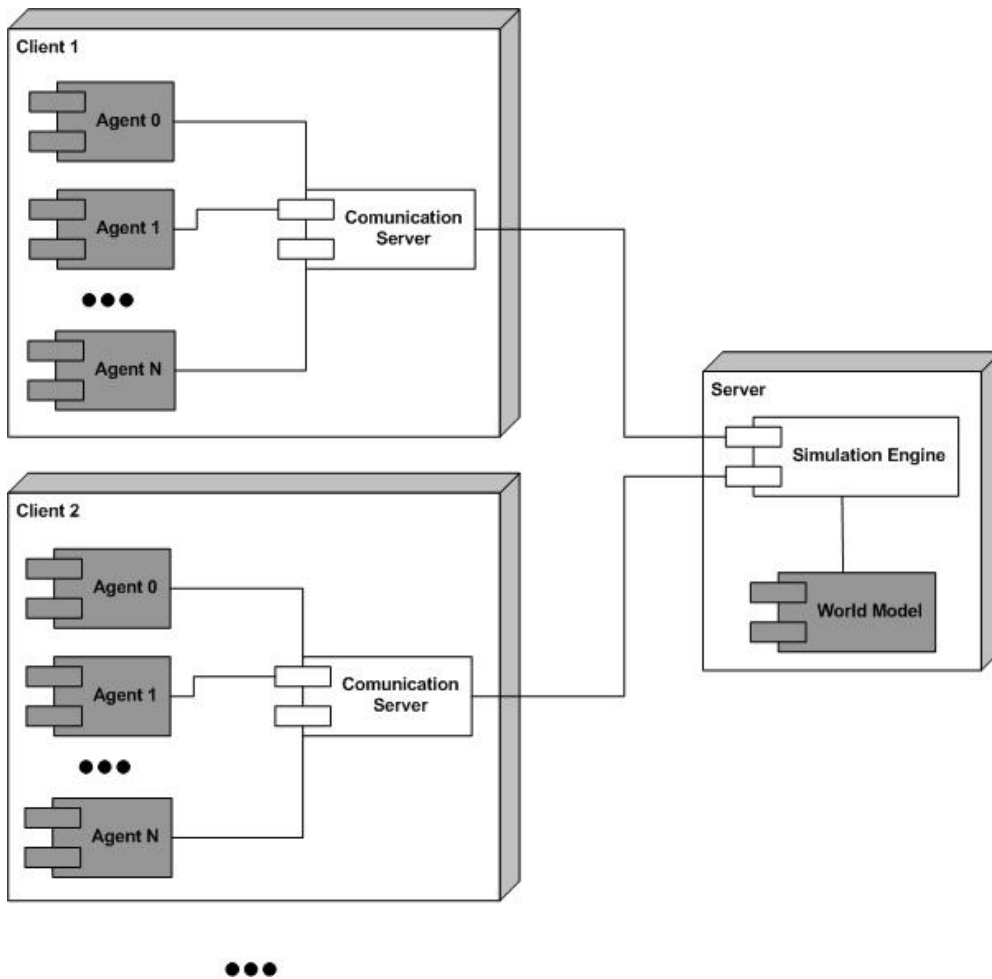 Client 1
Agent 0
Agent 1
Comunication
Server
Agent N
Server
Simulation Engine
World Model
Client 2
Agent 0
Agent 1
Comunication
Server
Agent N